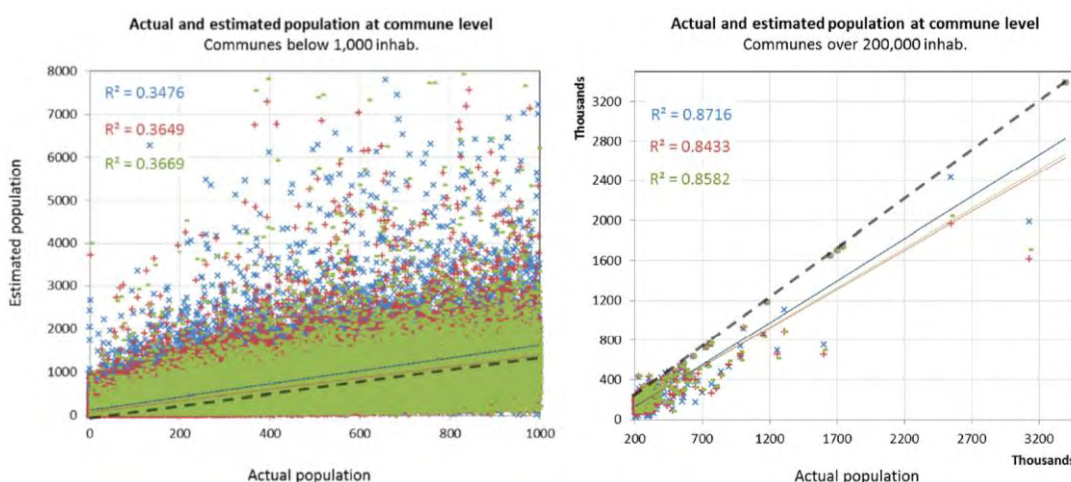 Actual and estimated population at commune level
Communes below 1,000 inhab.
8000
7000
6000
5000
4000
3000
2000
1000
0
Estimated population
R² = 0.3476
R² = 0.3649
R² = 0.3669
0 200 400 600 800 1000
Actual population
Actual and estimated population at commune level
Communes over 200,000 inhab.
Thousands
3200
2800
2400
2000
1600
1200
800
400
0
R² = 0.8716
R² = 0.8433
R² = 0.8582
200 700 1200 1700 2200 2700 3200
Thousands
Actual population